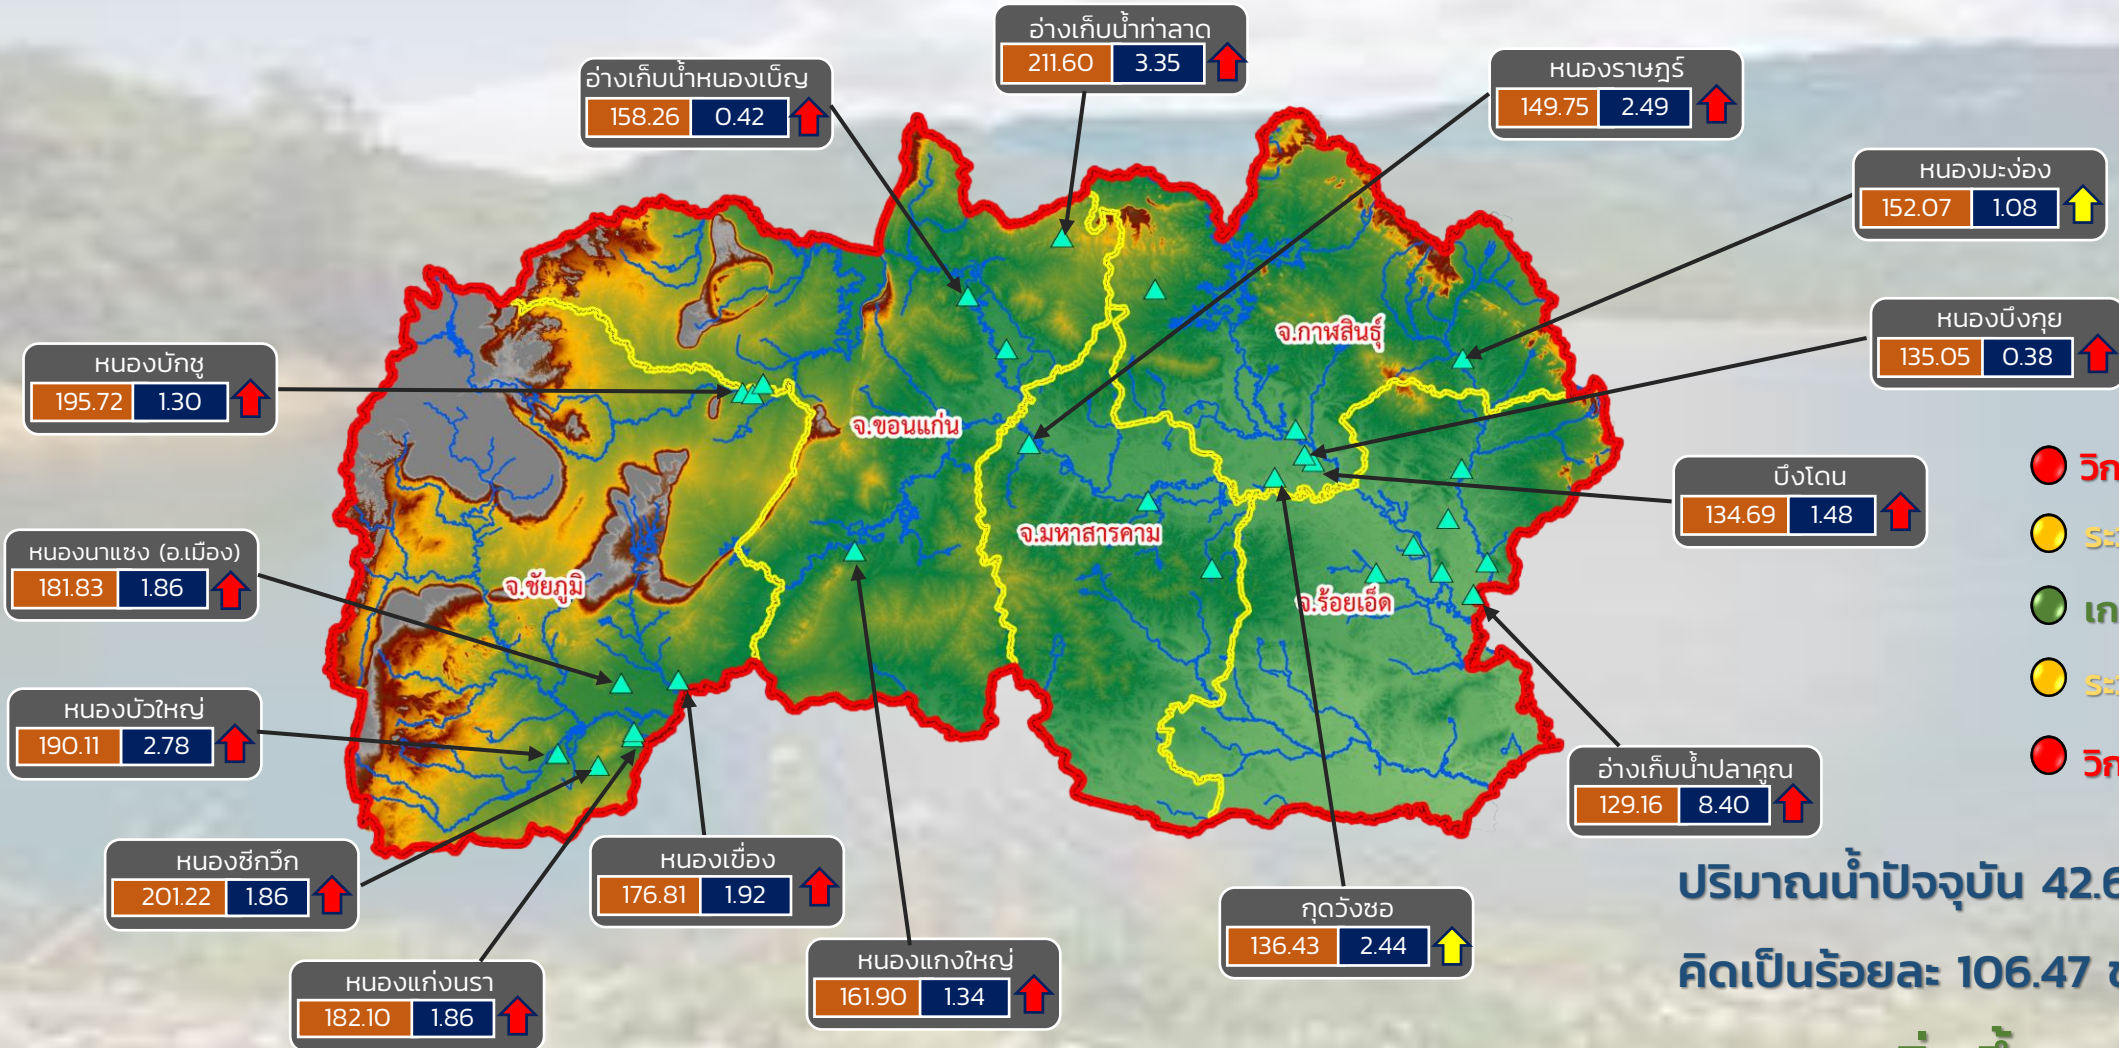 อ่างเก็บน้ำท่าลาด
211.60 3.35
อ่างเก็บน้ำหนองเบ็ญ
158.26 0.42
หนองราษฎร์
149.75 2.49
หนองมะง่อง
152.07 1.08
หนองบึงกุย
135.05 0.38
หนองบักชู
195.72 1.30
จ.กาฬสินธุ์
จ.ขอนแก่น
บึงโดน
134.69 1.48
จ.มหาสารคาม
หนองนาแซง (อ.เมือง)
181.83 1.86
จ.ชัยภูมิ
จ.ร้อยเอ็ด
หนองบัวใหญ่
190.11 2.78
อ่างเก็บน้ำปลาคูณ
129.16 8.40
หนองซีกวึก
201.22 1.86
หนองเขื่อง
176.81 1.92
กุดวังซอ
136.43 2.44
หนองแกงใหญ่
161.90 1.34
หนองแก่งนรา
182.10 1.86
ปริมาณน้ำปัจจุบัน 42.6
คิดเป็นร้อยละ 106.47